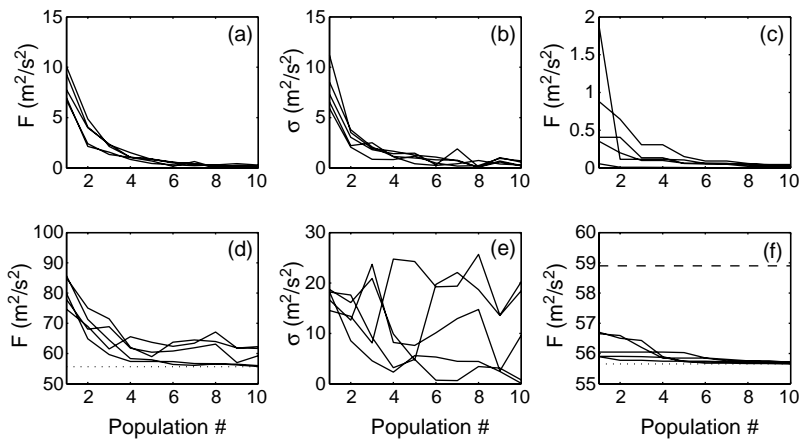 15
10
5
0
2 4 6 8 10
F (m²/s²)
(a)
15
10
5
0
2 4 6 8 10
σ (m²/s²)
(b)
2
1.5
1
0.5
0
2 4 6 8 10
F (m²/s²)
(c)
100
90
80
70
60
50
2 4 6 8 10
F (m²/s²)
Population #
(d)
30
20
10
0
2 4 6 8 10
σ (m²/s²)
Population #
(e)
60
59
58
57
56
55
2 4 6 8 10
F (m²/s²)
Population #
(f)